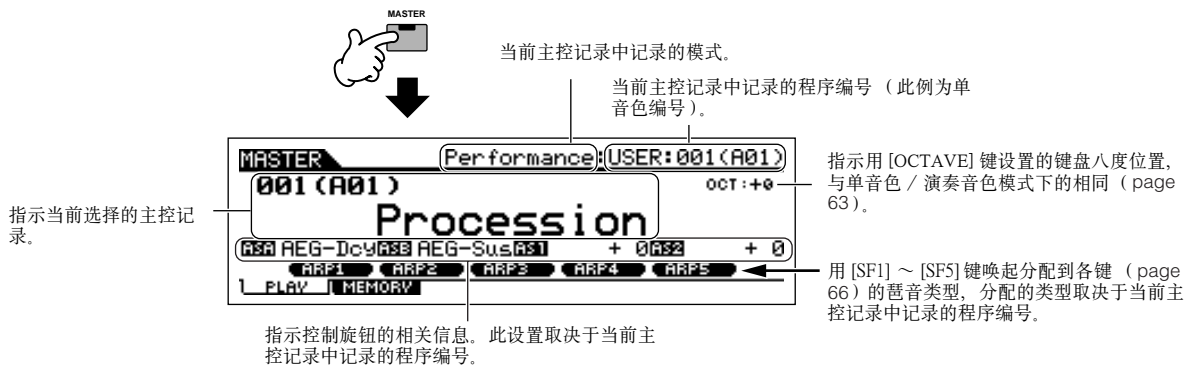 MASTER
当前主控记录中记录的模式。
当前主控记录中记录的程序编号（此例为单
音色编号）。
MASTER
Performance:USER:001(A01)
001(A01)
OCT:+0
Procession
ASA AEG-Dcy ASB AEG-Sus AS1 + 0 AS2 + 0
ARP1 ARP2 ARP3 ARP4 ARP5
PLAY MEMORY
指示当前选择的主控记
录。
指示用 [OCTAVE] 键设置的键盘八度位置，
与单音色 / 演奏音色模式下的相同（page
63）。
用 [SF1] ～ [SF5] 键唤起分配到各键（page
66）的琶音类型，分配的类型取决于当前主
控记录中记录的程序编号。
指示控制旋钮的相关信息。此设置取决于当前主
控记录中记录的程序编号。